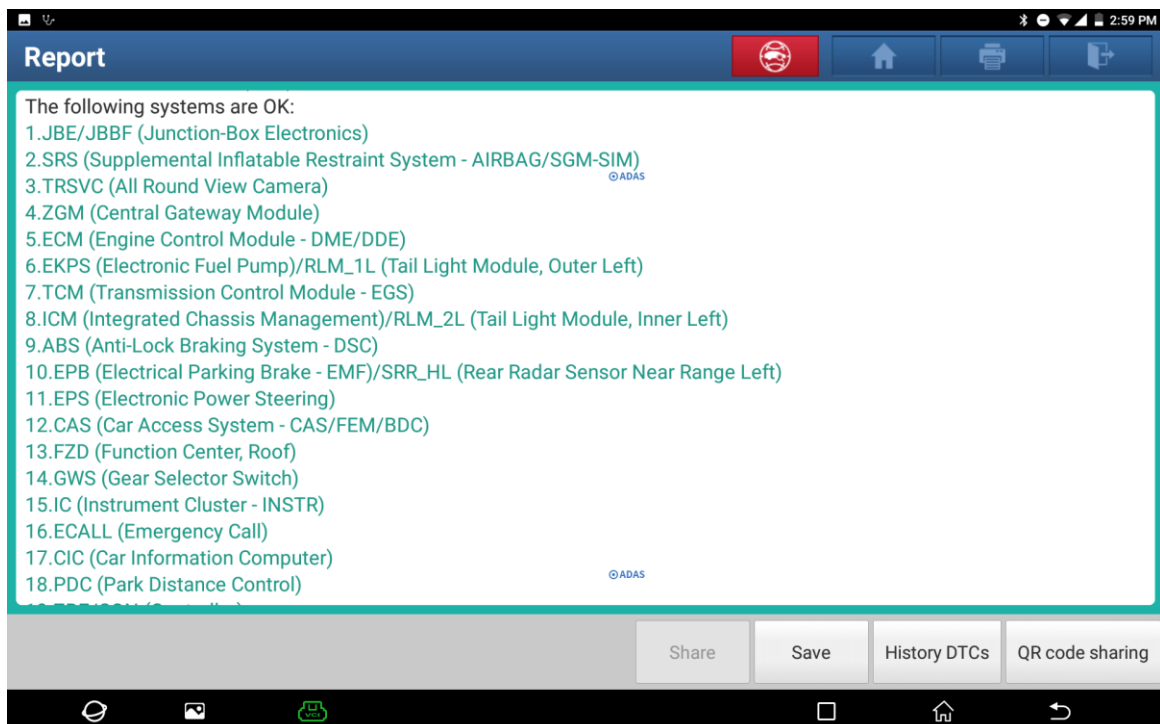 2:59 PM
Report
The following systems are OK:
1.JBE/JBBF (Junction-Box Electronics)
2.SRS (Supplemental Inflatable Restraint System - AIRBAG/SGM-SIM)
ADAS
3.TRSVC (All Round View Camera)
4.ZGM (Central Gateway Module)
5.ECM (Engine Control Module - DME/DDE)
6.EKPS (Electronic Fuel Pump)/RLM_1L (Tail Light Module, Outer Left)
7.TCM (Transmission Control Module - EGS)
8.ICM (Integrated Chassis Management)/RLM_2L (Tail Light Module, Inner Left)
9.ABS (Anti-Lock Braking System - DSC)
10.EPB (Electrical Parking Brake - EMF)/SRR_HL (Rear Radar Sensor Near Range Left)
11.EPS (Electronic Power Steering)
12.CAS (Car Access System - CAS/FEM/BDC)
13.FZD (Function Center, Roof)
14.GWS (Gear Selector Switch)
15.IC (Instrument Cluster - INSTR)
16.ECALL (Emergency Call)
17.CIC (Car Information Computer)
18.PDC (Park Distance Control)
ADAS
Share
Save
History DTCs
QR code sharing
VCI